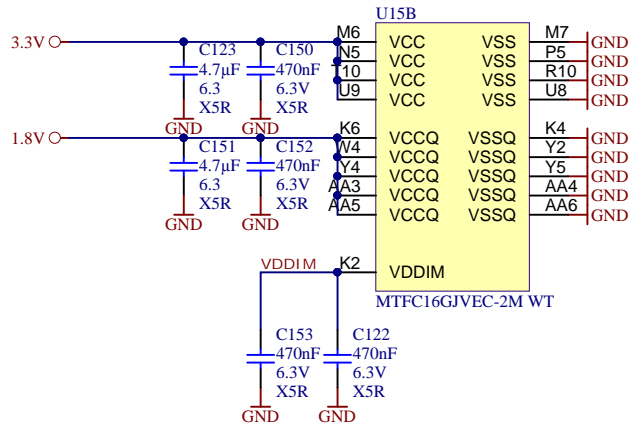 U15B
3.3V
M6 VCC VSS M7 GND
N5 VCC VSS P5 GND
T10 VCC VSS R10 GND
U9 VCC VSS U8 GND
C123
4.7µF
6.3
X5R
GND
C150
470nF
6.3V
X5R
GND
1.8V
K6 VCCQ VSSQ K4 GND
W4 VCCQ VSSQ Y2 GND
Y4 VCCQ VSSQ Y5 GND
AA3 VCCQ VSSQ AA4 GND
AA5 VCCQ VSSQ AA6 GND
C151
4.7µF
6.3
X5R
GND
C152
470nF
6.3V
X5R
GND
VDDIM K2 VDDIM
MTFC16GJVEC-2M WT
C153
470nF
6.3V
X5R
GND
C122
470nF
6.3V
X5R
GND